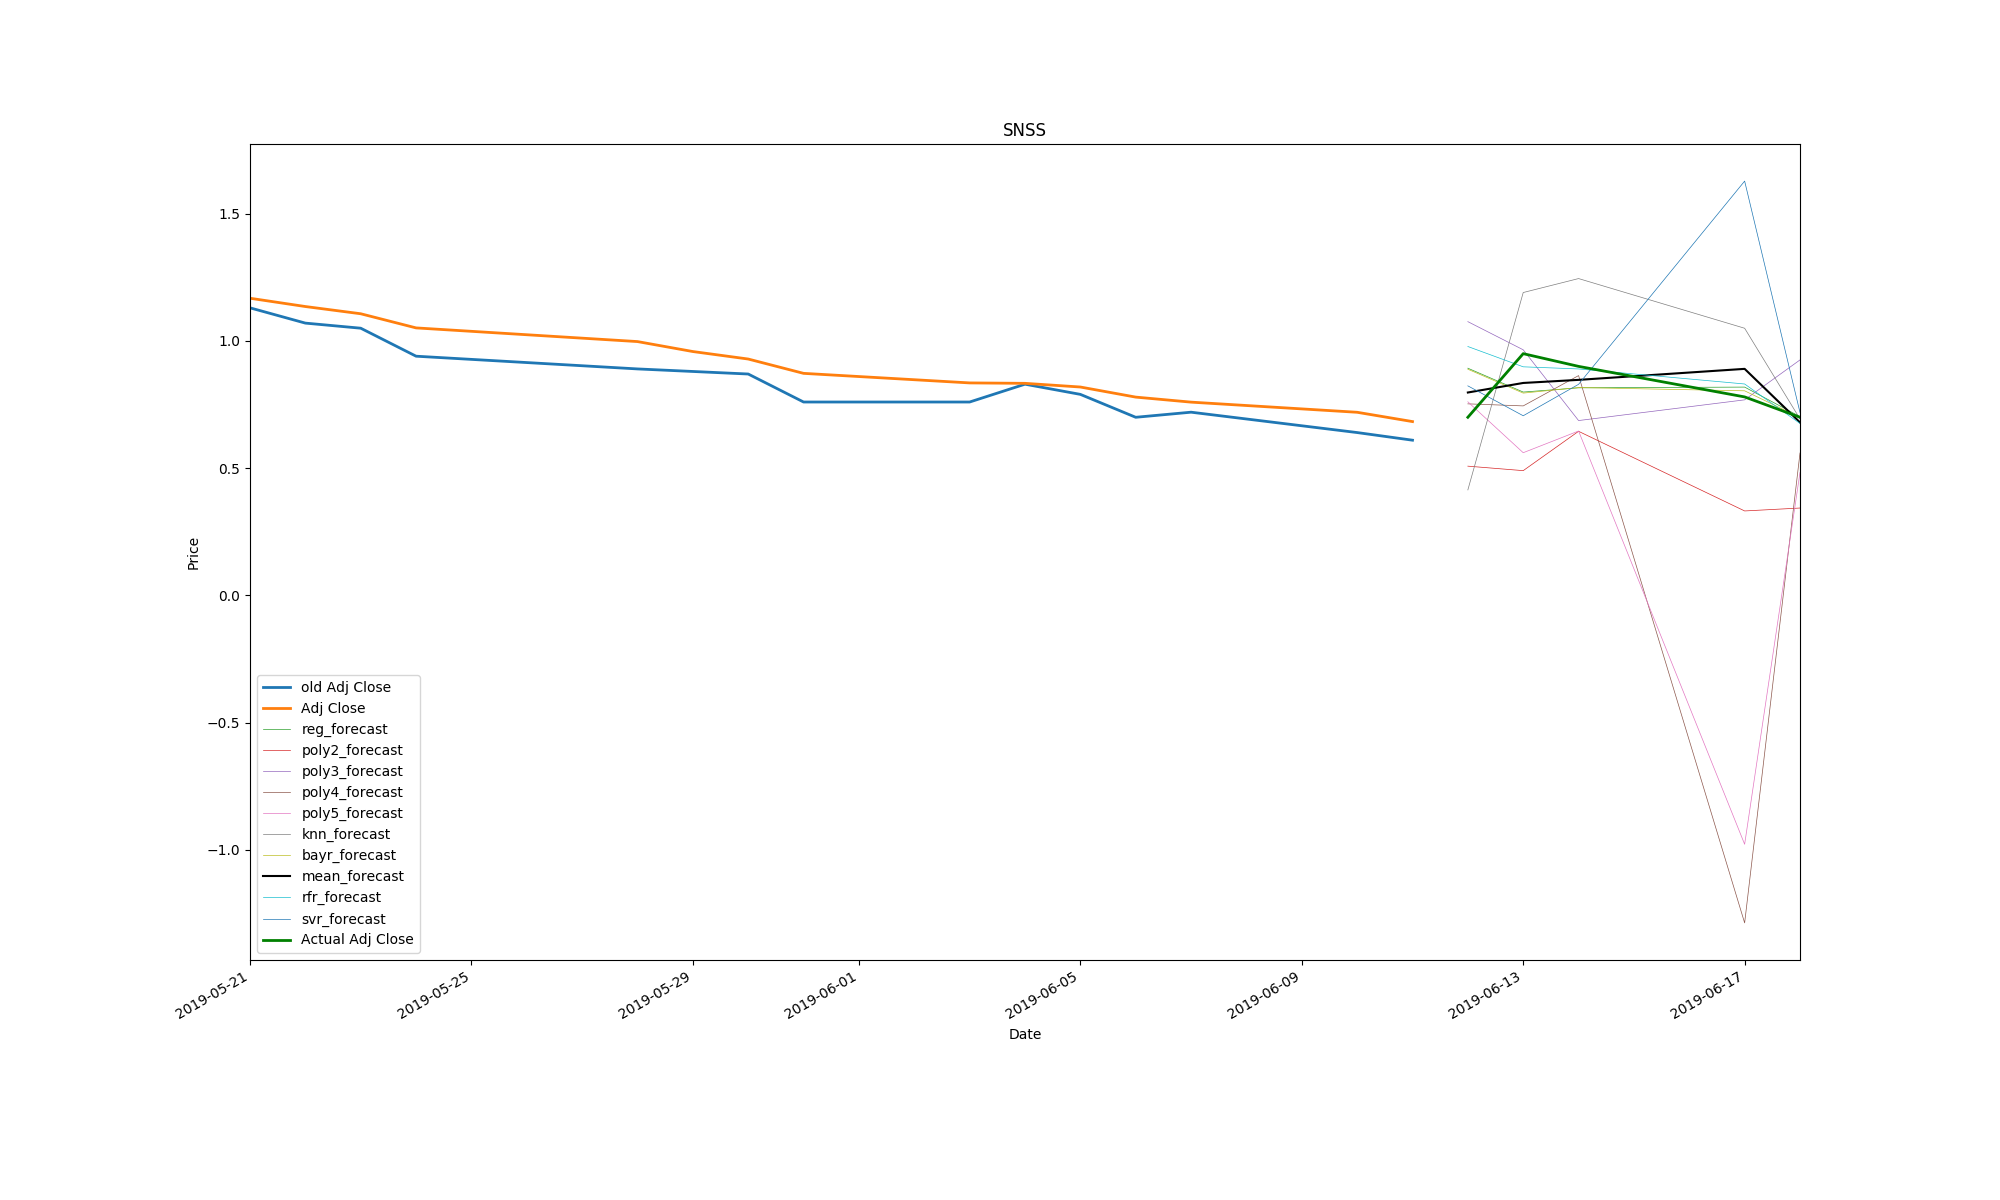 SNSS
1.5
1.0
0.5
0.0
−0.5
−1.0
Price
old Adj Close
Adj Close
reg_forecast
poly2_forecast
poly3_forecast
poly4_forecast
poly5_forecast
knn_forecast
bayr_forecast
mean_forecast
rfr_forecast
svr_forecast
Actual Adj Close
2019-05-21
2019-05-25
2019-05-29
2019-06-01
2019-06-05
2019-06-09
2019-06-13
2019-06-17
Date